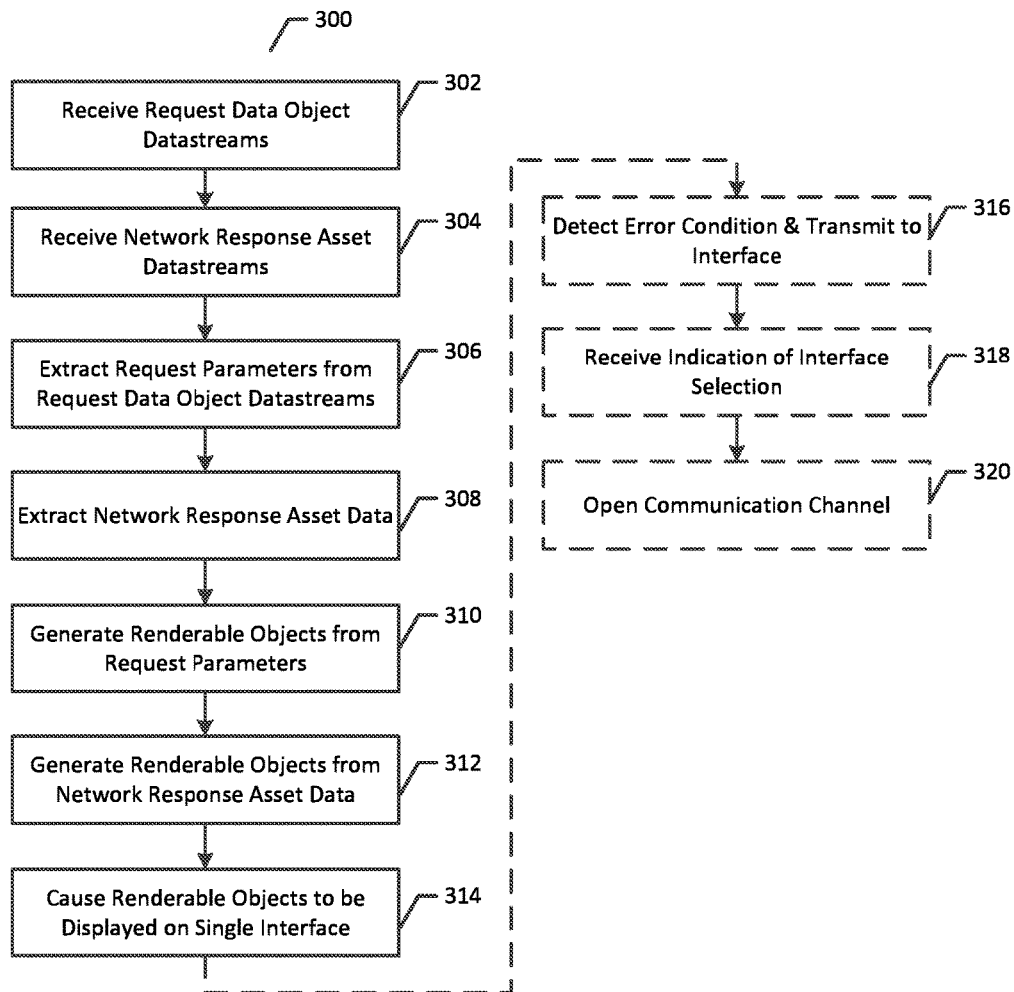 300
302
Receive Request Data Object
Datastreams
304
Receive Network Response Asset
Datastreams
306
Extract Request Parameters from
Request Data Object Datastreams
308
Extract Network Response Asset Data
310
Generate Renderable Objects from
Request Parameters
312
Generate Renderable Objects from
Network Response Asset Data
314
Cause Renderable Objects to be
Displayed on Single Interface
316
Detect Error Condition & Transmit to
Interface
318
Receive Indication of Interface
Selection
320
Open Communication Channel